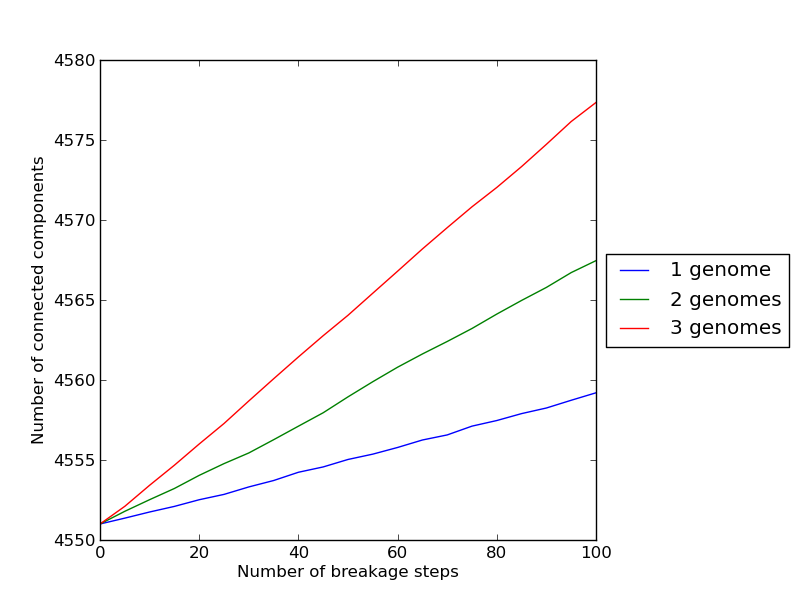 4580
4575
4570
4565
4560
4555
4550
0 20 40 60 80 100
Number of connected components
Number of breakage steps
1 genome
2 genomes
3 genomes